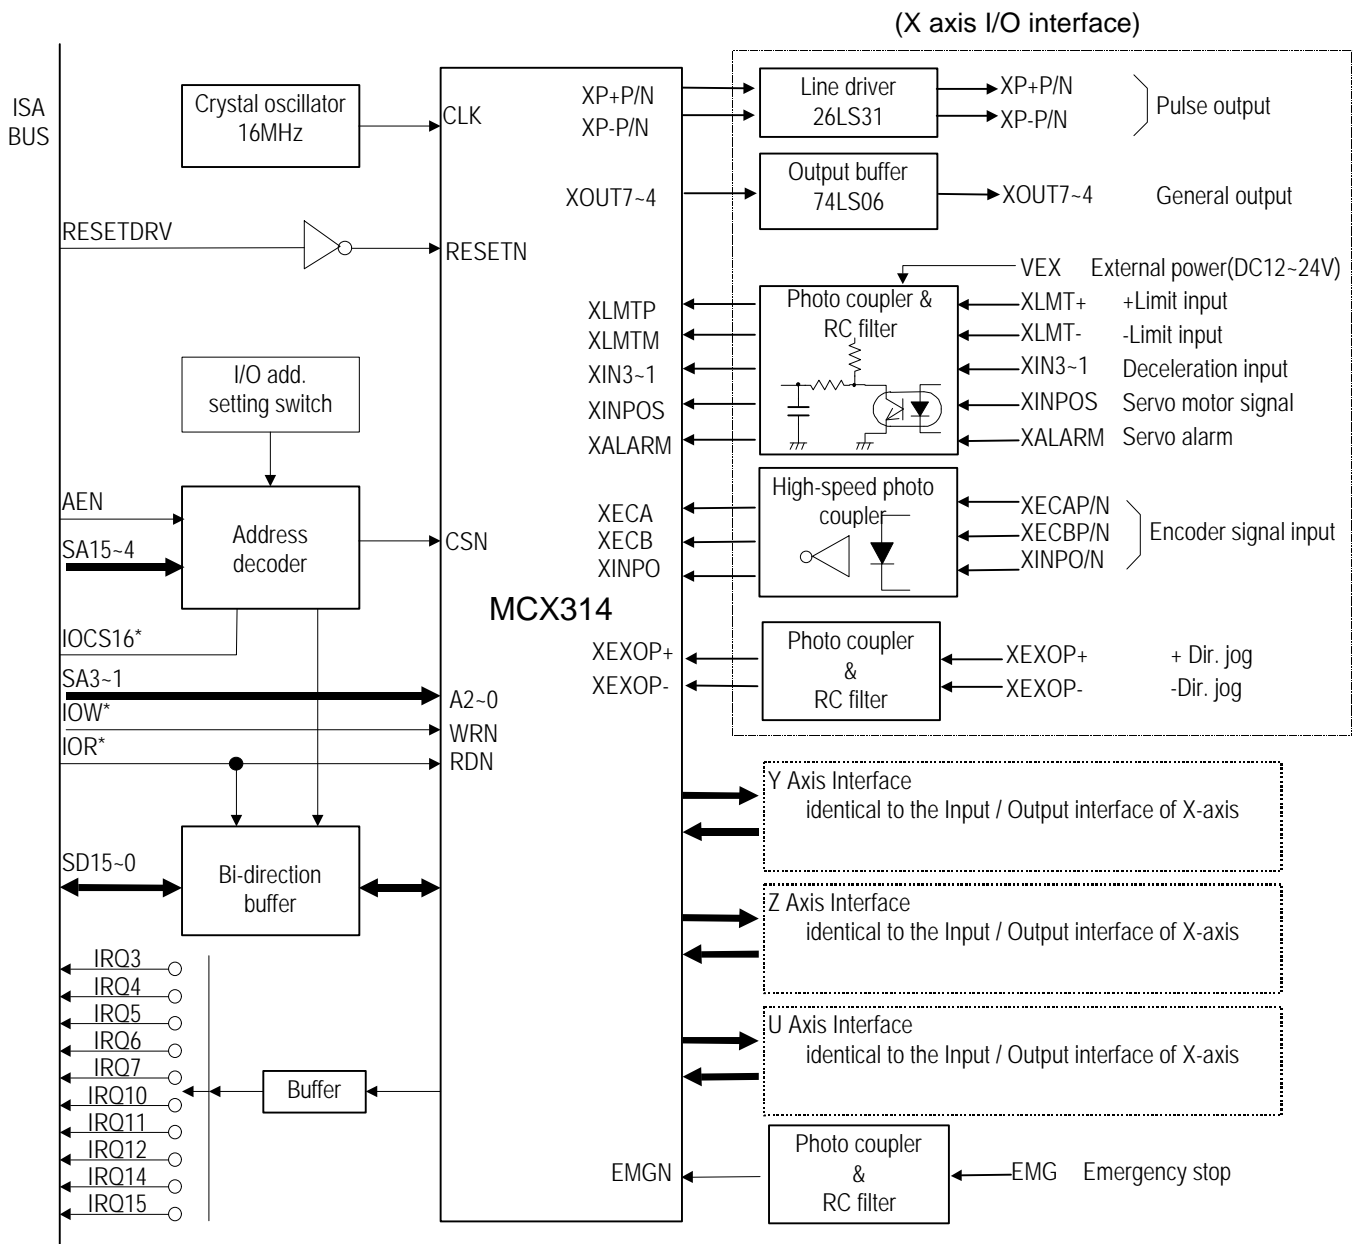 (X axis I/O interface)
ISA
BUS
Crystal oscillator
16MHz
CLK
XP+P/N
XP-P/N
Line driver
26LS31
XP+P/N
XP-P/N
Pulse output
XOUT7~4
Output buffer
74LS06
XOUT7~4
General output
RESETDRV
RESETN
VEX
External power(DC12~24V)
XLMTP
XLMTM
XIN3~1
XINPOS
XALARM
Photo coupler &
RC filter
XLMT+
+Limit input
XLMT-
-Limit input
XIN3~1
Deceleration input
XINPOS
Servo motor signal
XALARM
Servo alarm
I/O add.
setting switch
AEN
SA15~4
Address
decoder
CSN
XECA
XECB
XINPO
High-speed photo
coupler
XECAP/N
XECBP/N
XINPO/N
Encoder signal input
MCX314
IOCS16*
SA3~1
A2~0
IOW*
WRN
IOR*
RDN
XEXOP+
XEXOP-
Photo coupler
&
RC filter
XEXOP+
+ Dir. jog
XEXOP-
-Dir. jog
Y Axis Interface
identical to the Input / Output interface of X-axis
SD15~0
Bi-direction
buffer
Z Axis Interface
identical to the Input / Output interface of X-axis
IRQ3
IRQ4
IRQ5
IRQ6
IRQ7
IRQ10
IRQ11
IRQ12
IRQ14
IRQ15
Buffer
U Axis Interface
identical to the Input / Output interface of X-axis
EMGN
Photo coupler
&
RC filter
EMG
Emergency stop